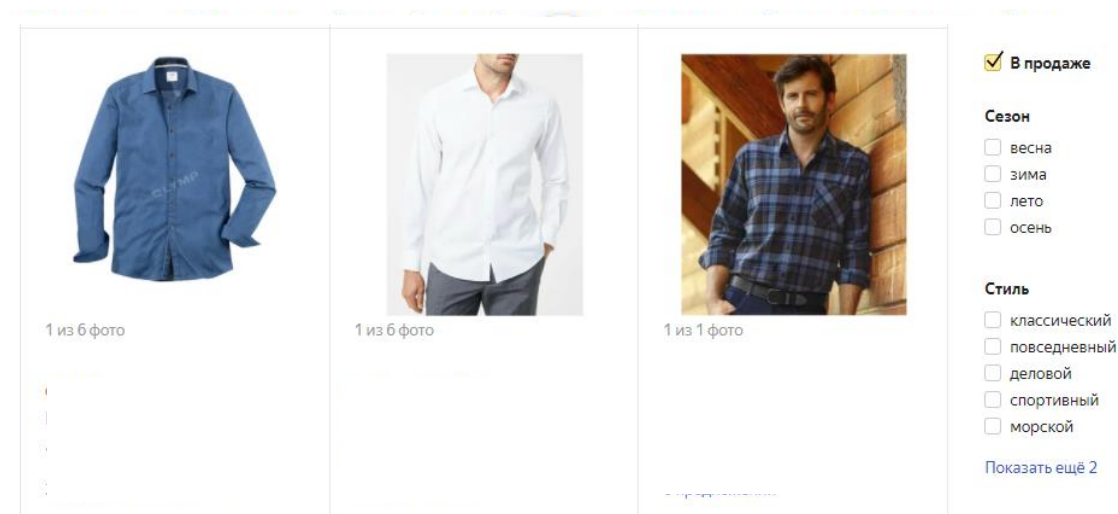 OLYMP
1 из 6 фото
1 из 6 фото
1 из 1 фото
В продаже
Сезон
весна
зима
лето
осень
Стиль
классический
повседневный
деловой
спортивный
морской
Показать ещё 2